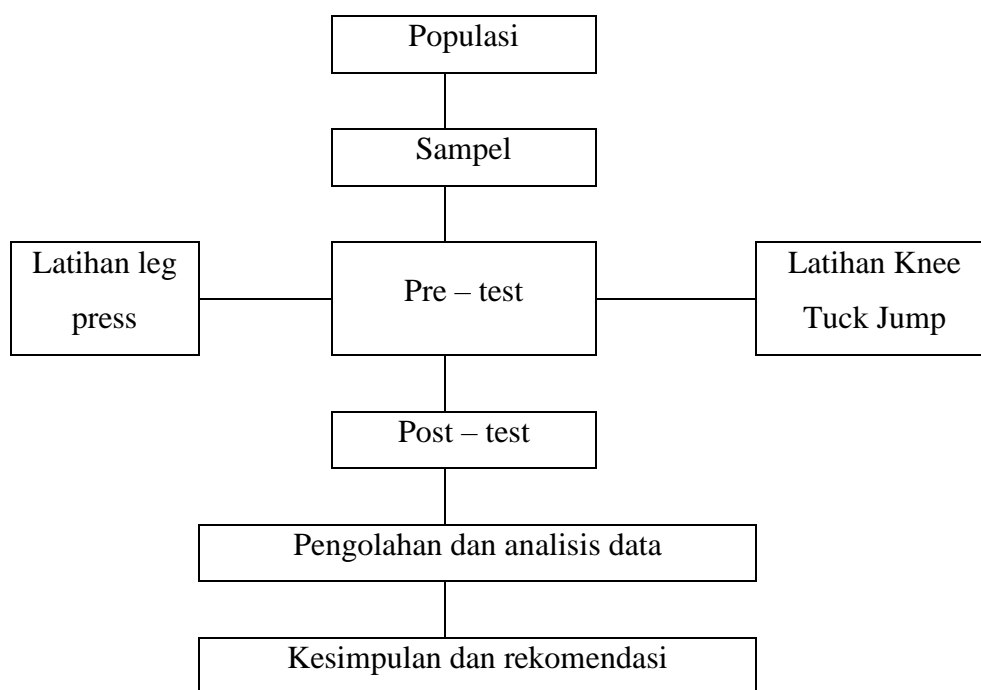 Populasi
Sampel
Latihan leg
press
Pre – test
Latihan Knee
Tuck Jump
Post – test
Pengolahan dan analisis data
Kesimpulan dan rekomendasi